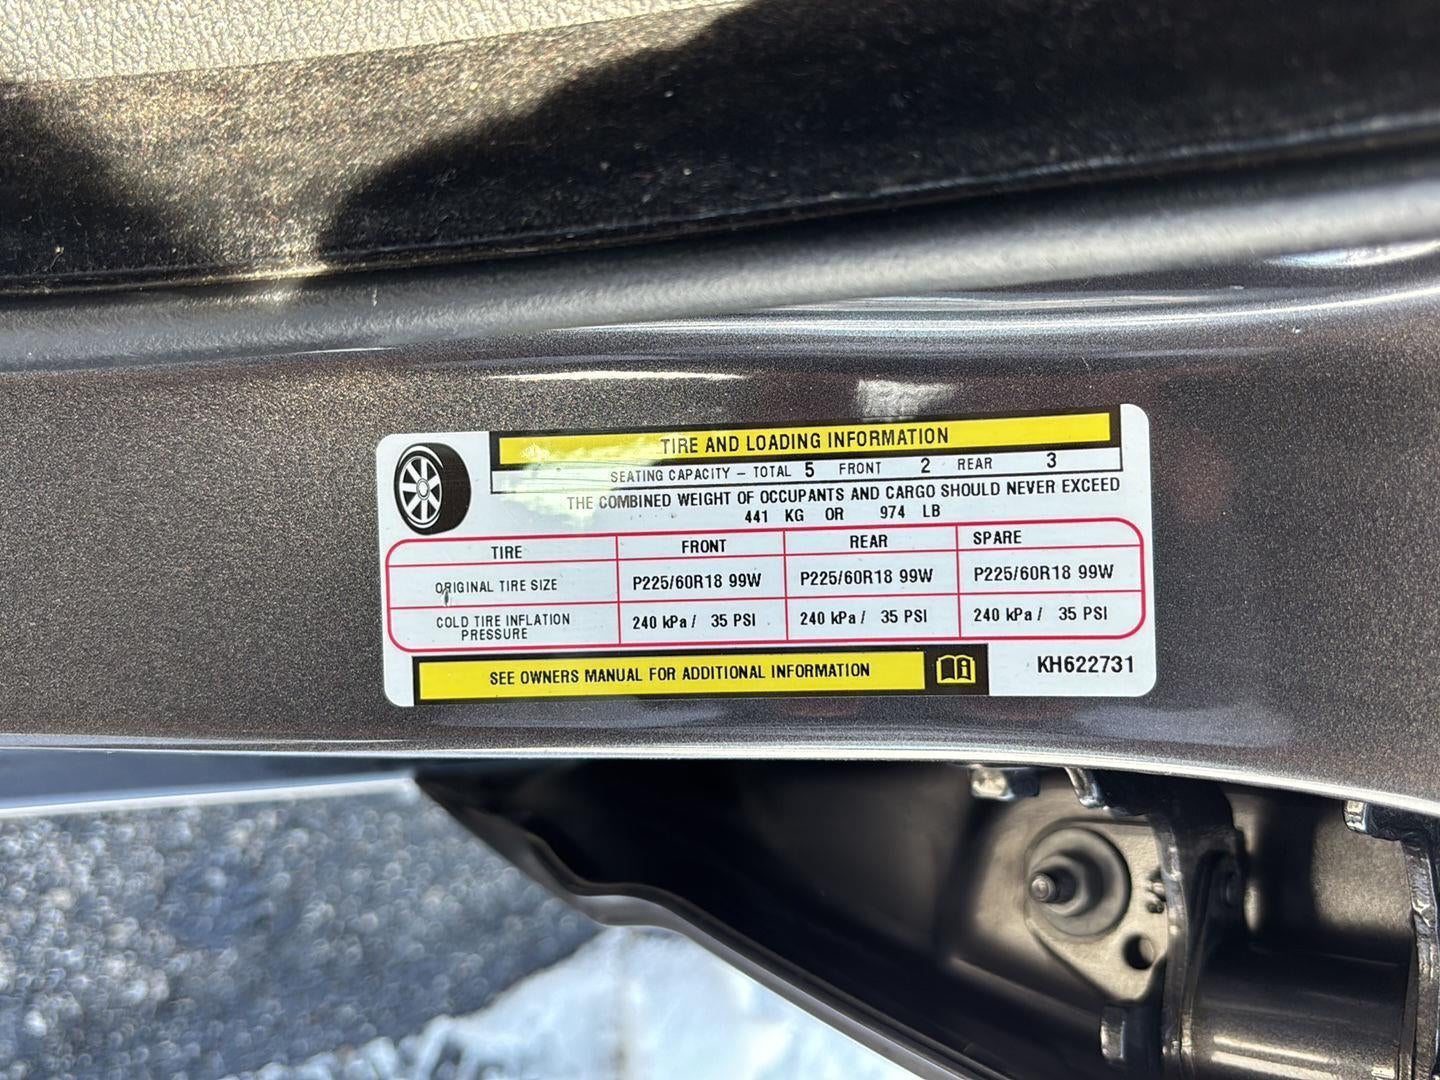 TIRE AND LOADING INFORMATION
SEATING CAPACITY – TOTAL 5 FRONT 2 REAR 3
THE COMBINED WEIGHT OF OCCUPANTS AND CARGO SHOULD NEVER EXCEED
441 KG OR 974 LB
TIRE FRONT REAR SPARE
ORIGINAL TIRE SIZE P225/60R18 99W P225/60R18 99W P225/60R18 99W
COLD TIRE INFLATION 240 kPa / 35 PSI 240 kPa / 35 PSI 240 kPa / 35 PSI
PRESSURE
SEE OWNERS MANUAL FOR ADDITIONAL INFORMATION
KH622731